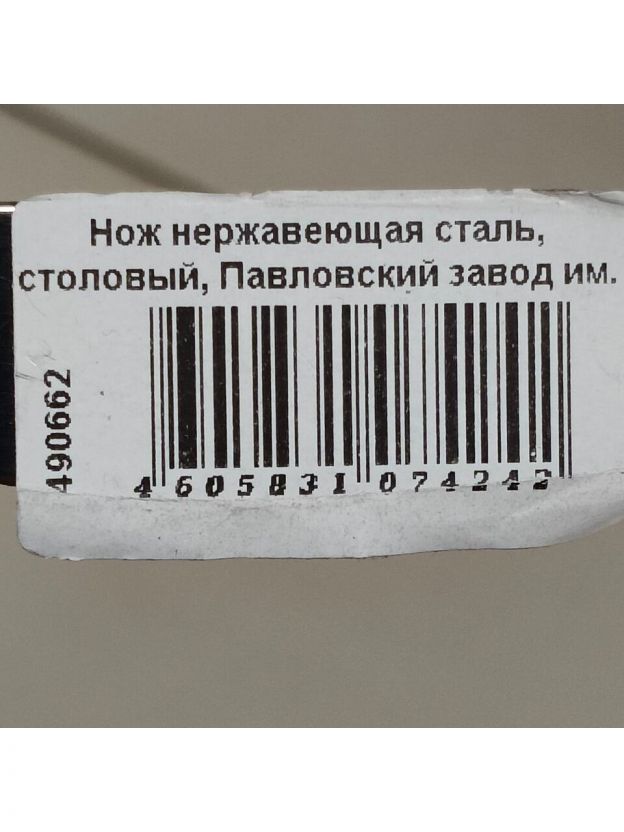 Нож нержавеющая сталь,
столовый, Павловский завод им.
490662
4 605831 074242